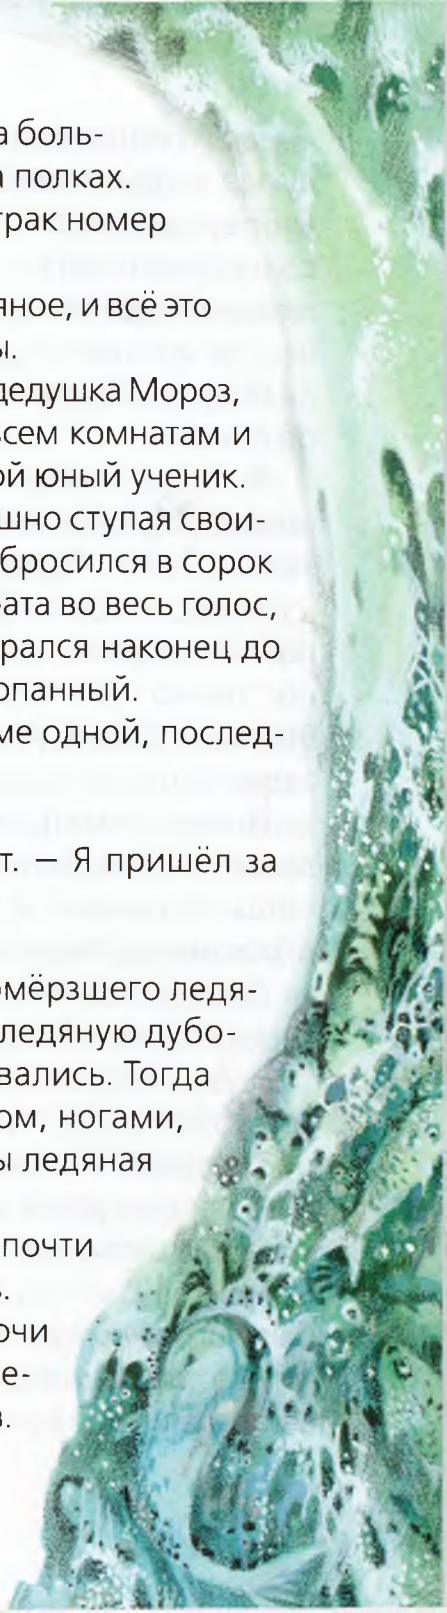 а боль-
а полках.
трак номер
яное, и всё это
ы.
дедушка Мороз,
всем комнатам и
ой юный ученик.
шно ступая свои-
бросился в сорок
ата во весь голос,
рался наконец до
опанный.
ме одной, послед-
т. — Я пришёл за
мёрзшего ледя-
ледяную дубо-
вались. Тогда
ом, ногами,
ы ледяная
почти
.
очи
е-
в.